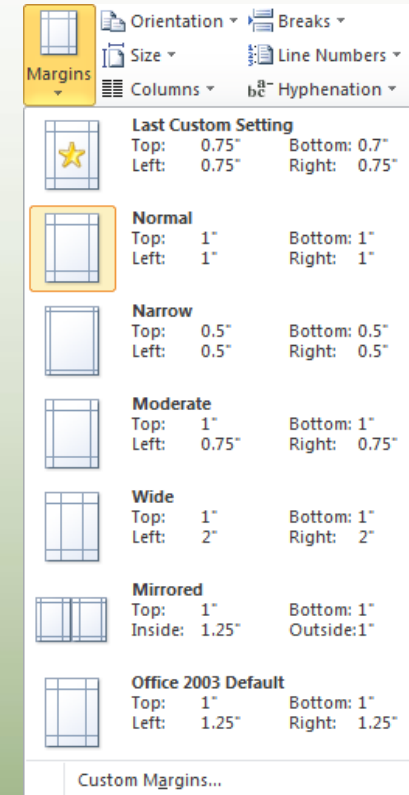 Margins
Orientation
Breaks
Size
Line Numbers
Columns
Hyphenation
Last Custom Setting
Top: 0.75" Bottom: 0.7"
Left: 0.75" Right: 0.75"
Normal
Top: 1" Bottom: 1"
Left: 1" Right: 1"
Narrow
Top: 0.5" Bottom: 0.5"
Left: 0.5" Right: 0.5"
Moderate
Top: 1" Bottom: 1"
Left: 0.75" Right: 0.75"
Wide
Top: 1" Bottom: 1"
Left: 2" Right: 2"
Mirrored
Top: 1" Bottom: 1"
Inside: 1.25" Outside:1"
Office 2003 Default
Top: 1" Bottom: 1"
Left: 1.25" Right: 1.25"
Custom Margins...